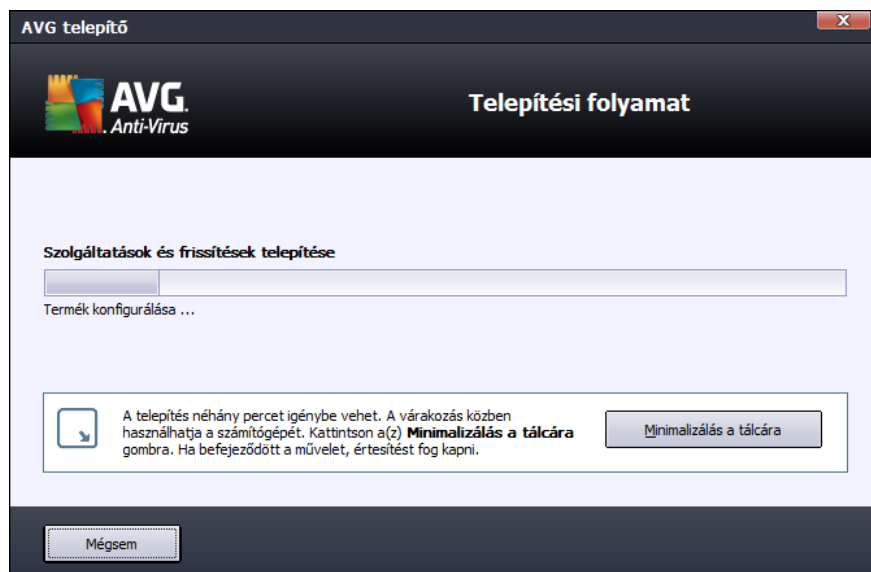 AVG telepítő
AVG.
Anti-Virus
Telepítési folyamat
Szolgáltatások és frissítések telepítése
Termék konfigurálása ...
A telepítés néhány percet igénybe vehet. A várakozás közben
használhatja a számítógépét. Kattintson a(z) Minimalizálás a tálcára
gombra. Ha befejeződött a művelet, értesítést fog kapni.
Minimalizálás a tálcára
Mégsem